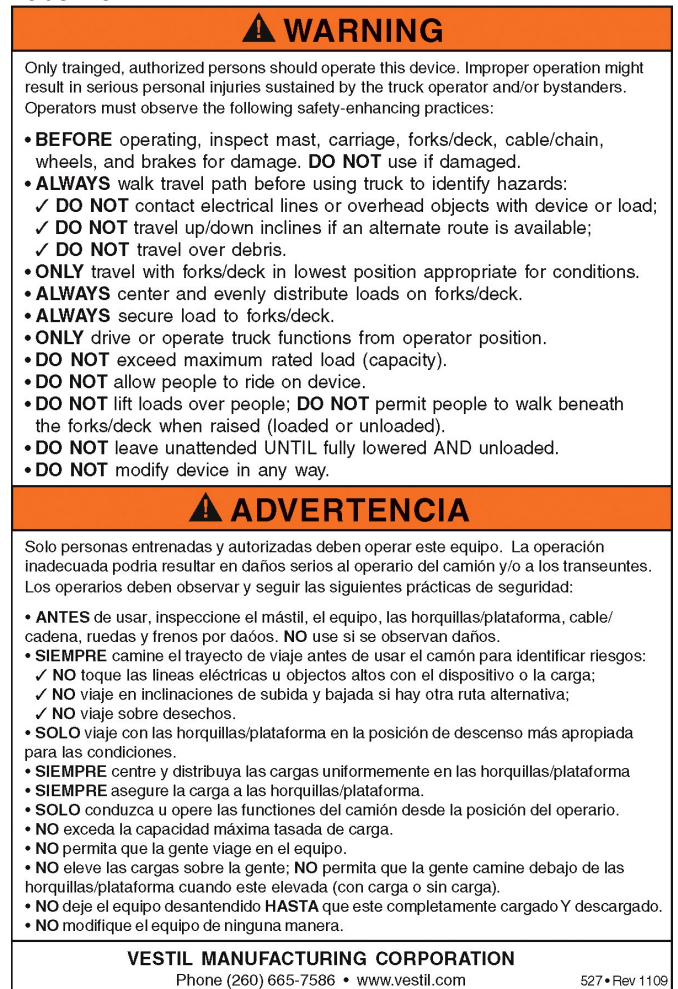 WARNING
Only trainged, authorized persons should operate this device. Improper operation might
result in serious personal injuries sustained by the truck operator and/or bystanders.
Operators must observe the following safety-enhancing practices:
• BEFORE operating, inspect mast, carriage, forks/deck, cable/chain,
wheels, and brakes for damage. DO NOT use if damaged.
• ALWAYS walk travel path before using truck to identify hazards:
✓ DO NOT contact electrical lines or overhead objects with device or load;
✓ DO NOT travel up/down inclines if an alternate route is available;
✓ DO NOT travel over debris.
• ONLY travel with forks/deck in lowest position appropriate for conditions.
• ALWAYS center and evenly distribute loads on forks/deck.
• ALWAYS secure load to forks/deck.
• ONLY drive or operate truck functions from operator position.
• DO NOT exceed maximum rated load (capacity).
• DO NOT allow people to ride on device.
• DO NOT lift loads over people; DO NOT permit people to walk beneath
the forks/deck when raised (loaded or unloaded).
• DO NOT leave unattended UNTIL fully lowered AND unloaded.
• DO NOT modify device in any way.
ADVERTENCIA
Solo personas entrenadas y autorizadas deben operar este equipo. La operación
inadecuada podria resultar en daños serios al operario del camión y/o a los transeuntes.
Los operarios deben observar y seguir las siguientes prácticas de seguridad:
• ANTES de usar, inspeccione el mástil, el equipo, las horquillas/plataforma, cable/
cadena, ruedas y frenos por daóos. NO use si se observan daños.
• SIEMPRE camine el trayecto de viaje antes de usar el camón para identificar riesgos:
✓ NO toque las lineas eléctricas u objectos altos con el dispositivo o la carga;
✓ NO viaje en inclinaciones de subida y bajada si hay otra ruta alternativa;
✓ NO viaje sobre desechos.
• SOLO viaje con las horquillas/plataforma en la posición de descenso más apropiada
para las condiciones.
• SIEMPRE centre y distribuya las cargas uniformemente en las horquillas/plataforma
• SIEMPRE asegure la carga a las horquillas/plataforma.
• SOLO conduzca u opere las functiones del camión desde la posición del operario.
• NO exceda la capacidad máxima tasada de carga.
• NO permita que la gente viage en el equipo.
• NO eleve las cargas sobre la gente; NO permita que la gente camine debajo de las
horquillas/plataforma cuando este elevada (con carga o sin carga).
• NO deje el equipo desantendido HASTA que este completamente cargado Y descargado.
• NO modifique el equipo de ninguna manera.
VESTIL MANUFACTURING CORPORATION
Phone (260) 665-7586 • www.vestil.com
527 • Rev 1109